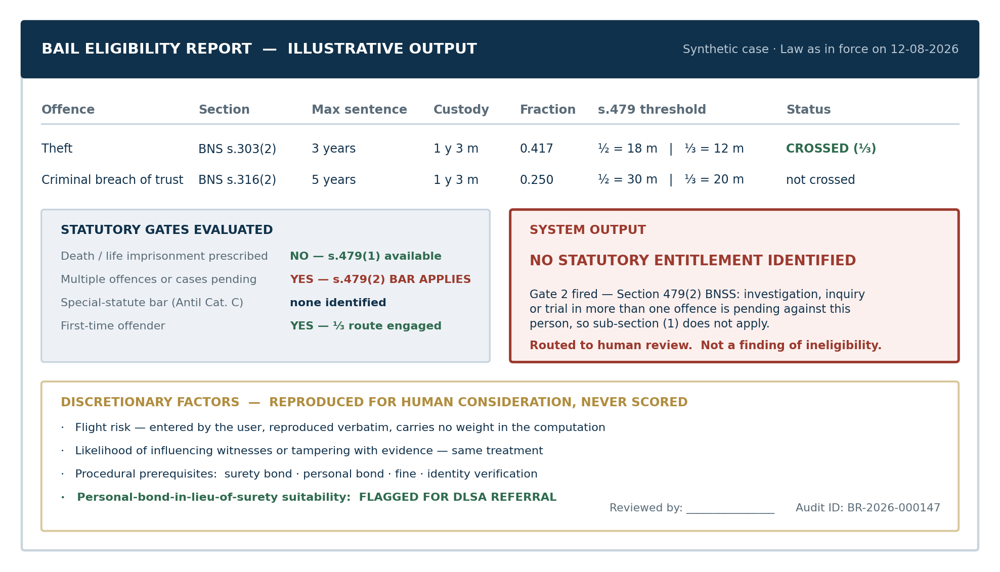 BAIL ELIGIBILITY REPORT — ILLUSTRATIVE OUTPUT
Synthetic case · Law as in force on 12-08-2026
Offence Section Max sentence Custody Fraction s.479 threshold Status
Theft BNS s.303(2) 3 years 1 y 3 m 0.417 ½ = 18 m | ⅓ = 12 m CROSSED (⅓)
Criminal breach of trust BNS s.316(2) 5 years 1 y 3 m 0.250 ½ = 30 m | ⅓ = 20 m not crossed
STATUTORY GATES EVALUATED
Death / life imprisonment prescribed NO — s.479(1) available
Multiple offences or cases pending YES — s.479(2) BAR APPLIES
Special-statute bar (Antil Cat. C) none identified
First-time offender YES — ⅓ route engaged
SYSTEM OUTPUT
NO STATUTORY ENTITLEMENT IDENTIFIED
Gate 2 fired — Section 479(2) BNSS: investigation, inquiry
or trial in more than one offence is pending against this
person, so sub-section (1) does not apply.
Routed to human review. Not a finding of ineligibility.
DISCRETIONARY FACTORS — REPRODUCED FOR HUMAN CONSIDERATION, NEVER SCORED
· Flight risk — entered by the user, reproduced verbatim, carries no weight in the computation
· Likelihood of influencing witnesses or tampering with evidence — same treatment
· Procedural prerequisites: surety bond · personal bond · fine · identity verification
· Personal-bond-in-lieu-of-surety suitability: FLAGGED FOR DLSA REFERRAL
Reviewed by: ________________ Audit ID: BR-2026-000147